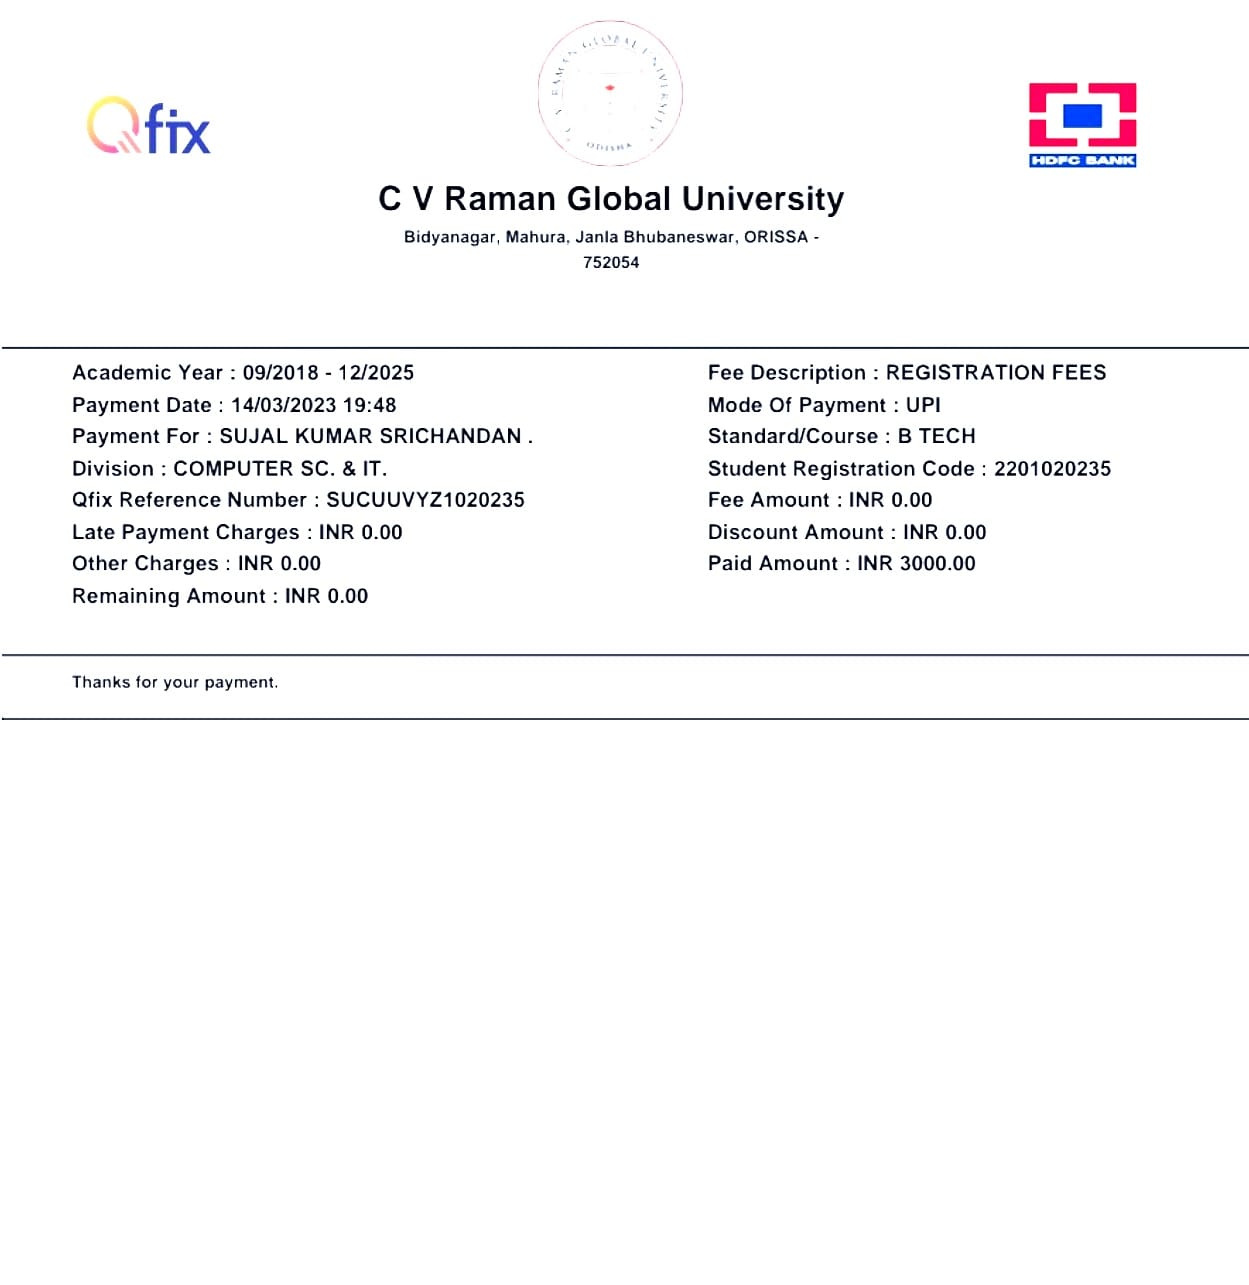 C V RAMAN GLOBAL UNIVERSITY
ODISHA
Qfix
HDFC BANK
C V Raman Global University
Bidyanagar, Mahura, Janla Bhubaneswar, ORISSA -
752054
Academic Year : 09/2018 - 12/2025
Fee Description : REGISTRATION FEES
Payment Date : 14/03/2023 19:48
Mode Of Payment : UPI
Payment For : SUJAL KUMAR SRICHANDAN .
Standard/Course : B TECH
Division : COMPUTER SC. & IT.
Student Registration Code : 2201020235
Qfix Reference Number : SUCUUVYZ1020235
Fee Amount : INR 0.00
Late Payment Charges : INR 0.00
Discount Amount : INR 0.00
Other Charges : INR 0.00
Paid Amount : INR 3000.00
Remaining Amount : INR 0.00
Thanks for your payment.